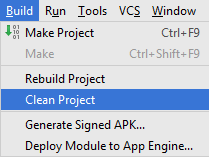 Build Run Tools VCS Window
Make Project Ctrl+F9
Make Ctrl+Shift+F9
Rebuild Project
Clean Project
Generate Signed APK...
Deploy Module to App Engine...